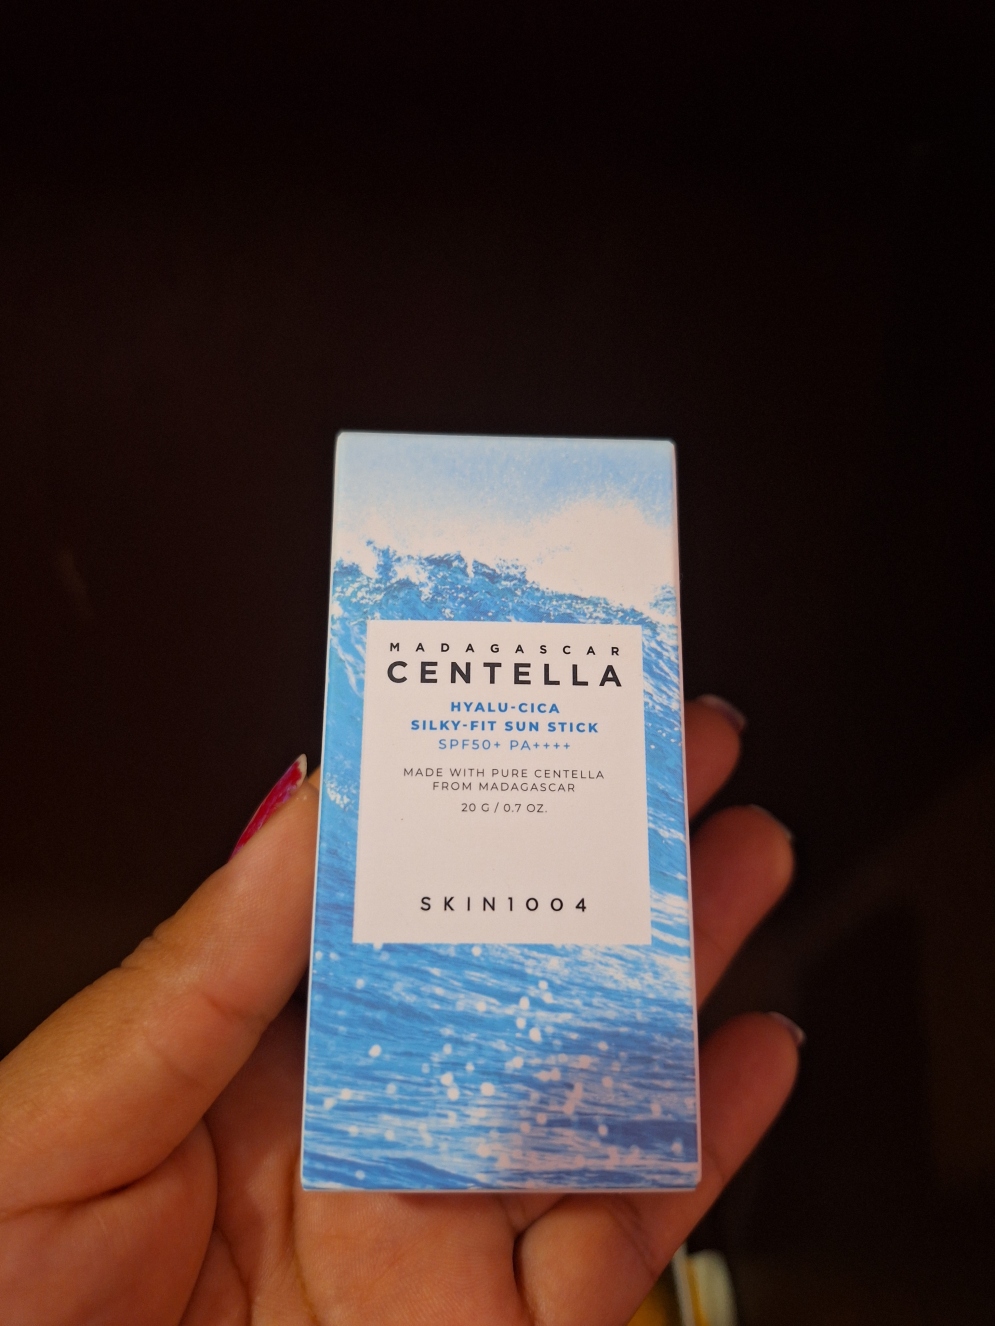 MADAGASCAR
CENTELLA
HYALU-CICA
SILKY-FIT SUN STICK
SPF50+ PA++++
MADE WITH PURE CENTELLA
FROM MADAGASCAR
20 G / 0.7 OZ.
SKIN1004